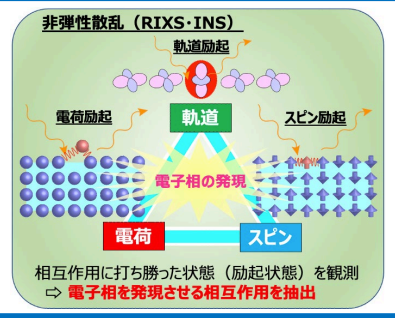 非弾性散乱（RIXS･INS）
軌道励起
電荷励起
スピン励起
軌道
電子相の発現
電荷
スピン
相互作用に打ち勝った状態（励起状態）を観測
⇨ 電子相を発現させる相互作用を抽出